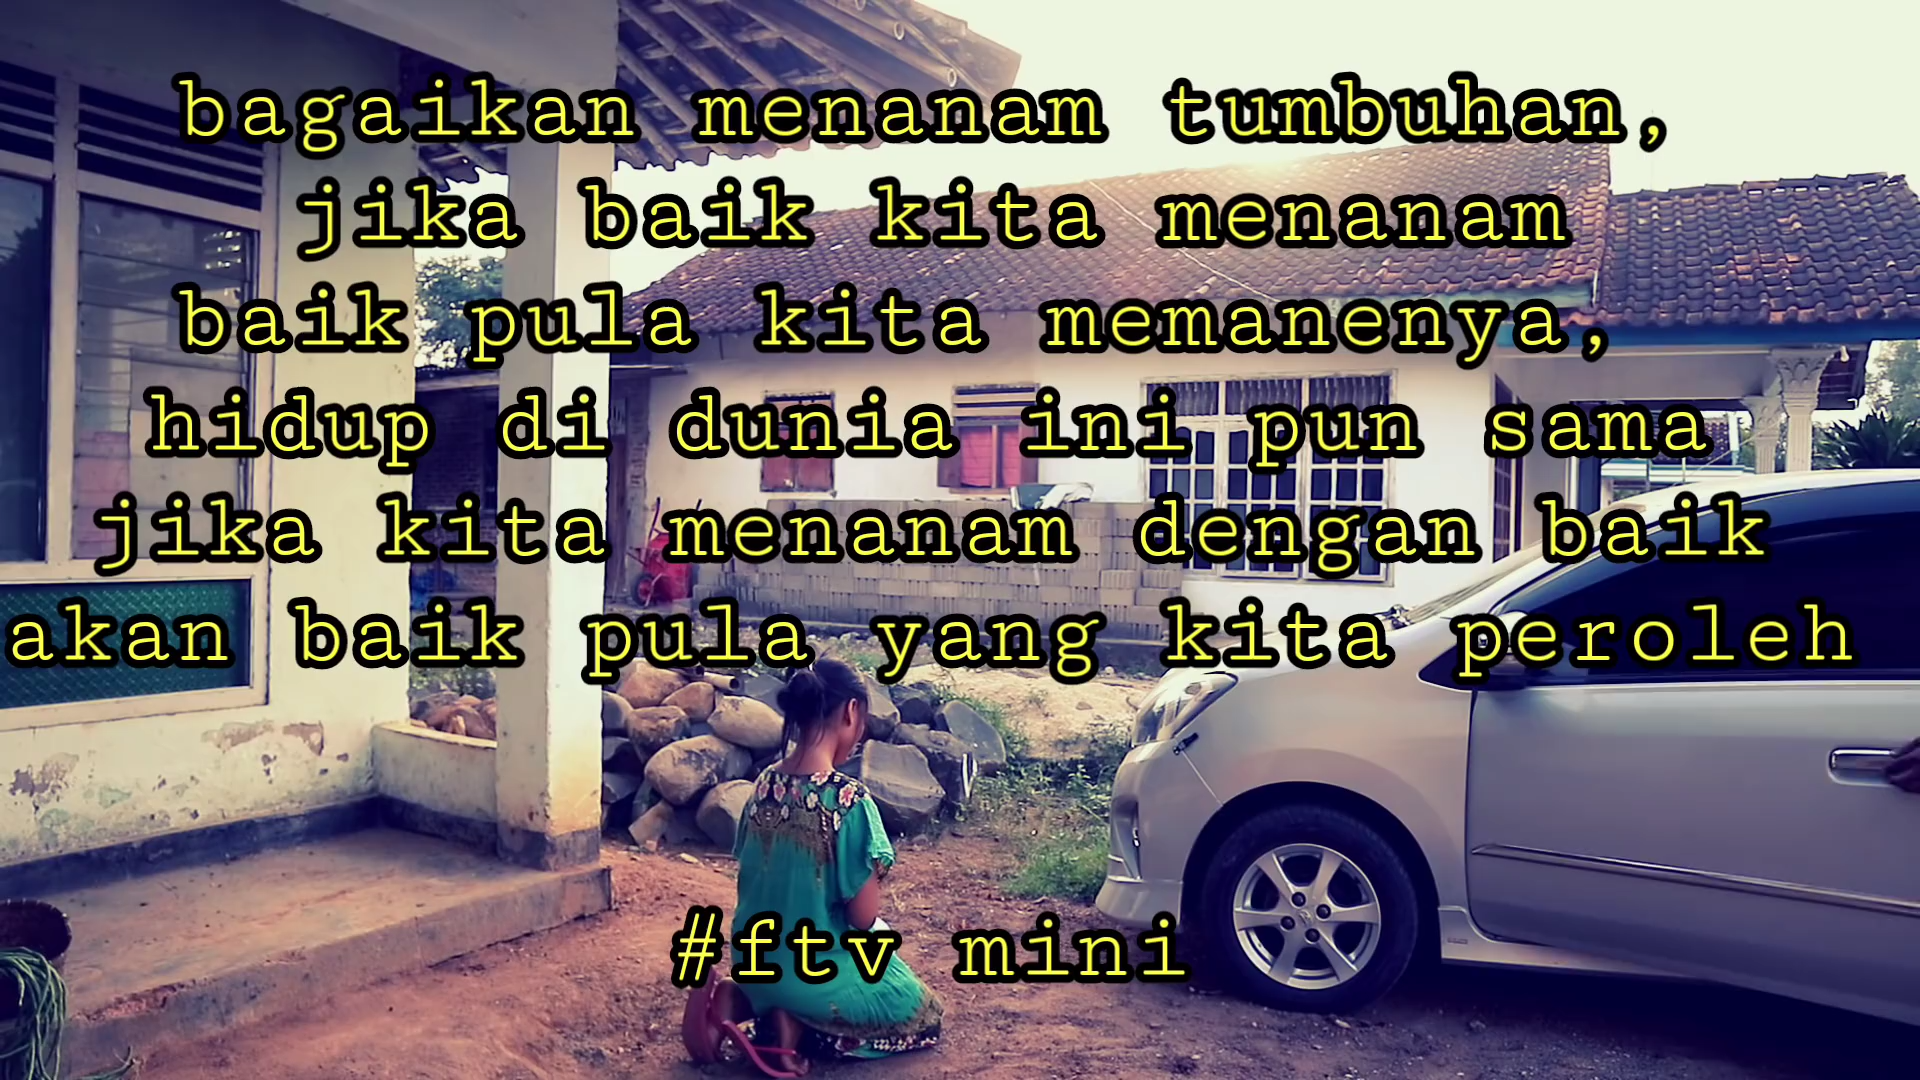 bagaikan menanam tumbuhan,
jika baik kita menanam
baik pula kita memanenya,
hidup di dunia ini pun sama
jika kita menanam dengan baik
akan baik pula yang kita peroleh
#ftv mini